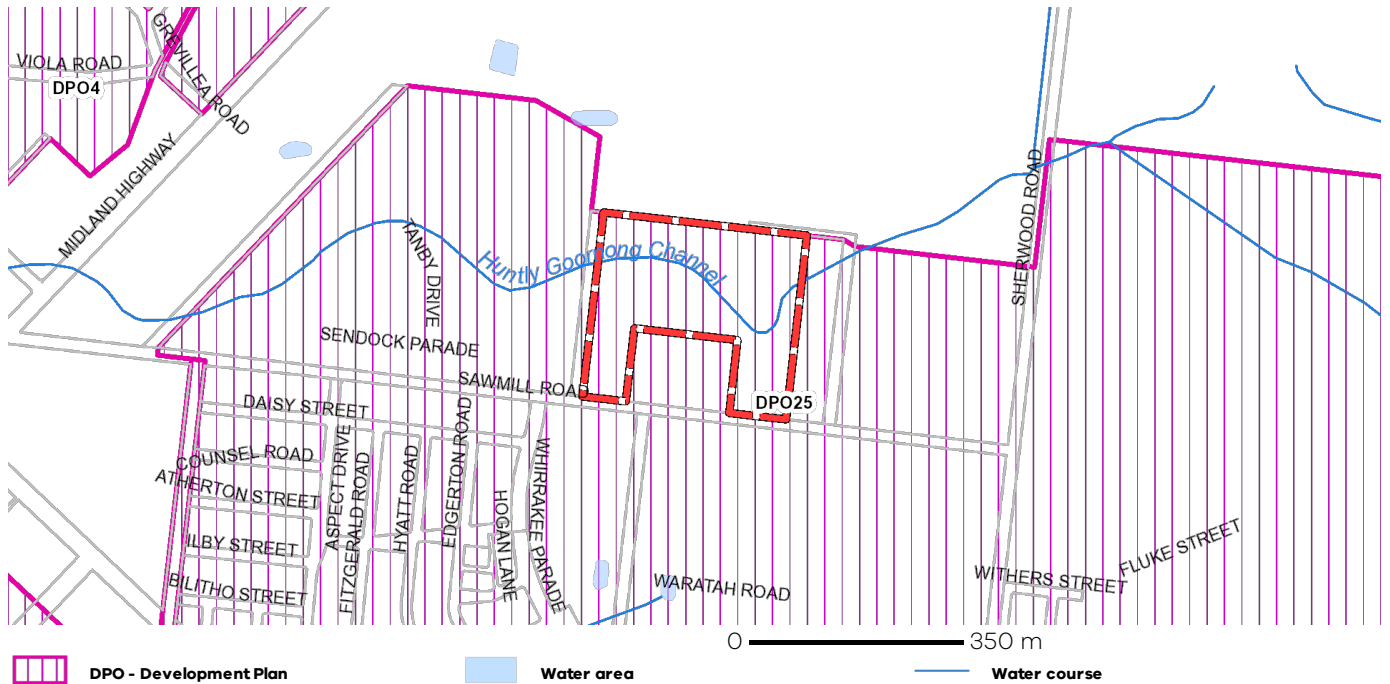 GREVILLEA ROAD
VIOLA ROAD
DPO4
MIDLAND HIGHWAY
SHERWOOD ROAD
TANBY DRIVE
Huntly Goornong Channel
SENDOCK PARADE
SAWMILL ROAD
DPO25
DAISY STREET
COUNSEL ROAD
ATHERTON STREET
ASPECT DRIVE
FITZGERALD ROAD
HYATT ROAD
EDGERTON ROAD
HOGAN LANE
WHIRRAKEE PARADE
ILBY STREET
BILITHO STREET
WARATAH ROAD
WITHERS STREET
FLUKE STREET
0 350 m
DPO - Development Plan
Water area
Water course